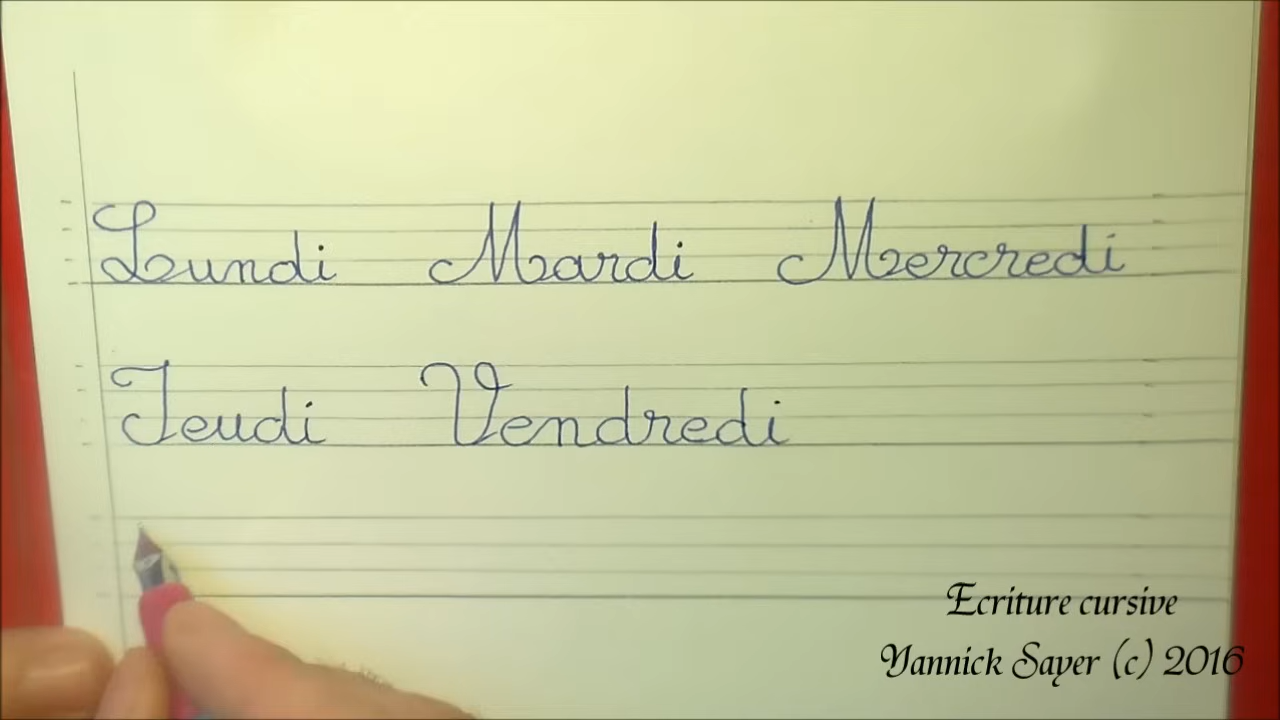 Lundi Mardi Mercredi
Jeudi Vendredi
Ecriture cursive
Yannick Sayer (c) 2016